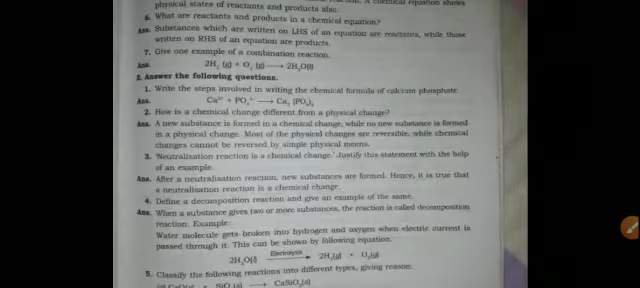 physical states of reactants and products also.
6. What are reactants and products in a chemical equation?
Ans. Substances which are written on LHS of an equation are reactants, while those
written on RHS of an equation are products.
7. Give one example of a combination reaction.
Ans. 2H₂ (g) + O₂ (g) ⟶ 2H₂O(l)
B. Answer the following questions.
1. Write the steps involved in writing the chemical formula of calcium phosphate.
Ans. Ca²⁺ + PO₄³⁻ ⟶ Ca₃ (PO₄)₂
2. How is a chemical change different from a physical change?
Ans. A new substance is formed in a chemical change, while no new substance is formed
in a physical change. Most of the physical changes are reversible, while chemical
changes cannot be reversed by simple physical means.
3. 'Neutralisation reaction is a chemical change.' Justify this statement with the help
of an example.
Ans. After a neutralisation reaction, new substances are formed. Hence, it is true that
a neutralisation reaction is a chemical change.
4. Define a decomposition reaction and give an example of the same.
Ans. When a substance gives two or more substances, the reaction is called decomposition
reaction. Example:
Water molecule gets broken into hydrogen and oxygen when electric current is
passed through it. This can be shown by following equation.
Electrolysis
2H₂O(l) ⟶ 2H₂(g) + O₂(g)
5. Classify the following reactions into different types, giving reason:
(a) CaO(s) + SiO₂(s) ⟶ CaSiO₃(s)